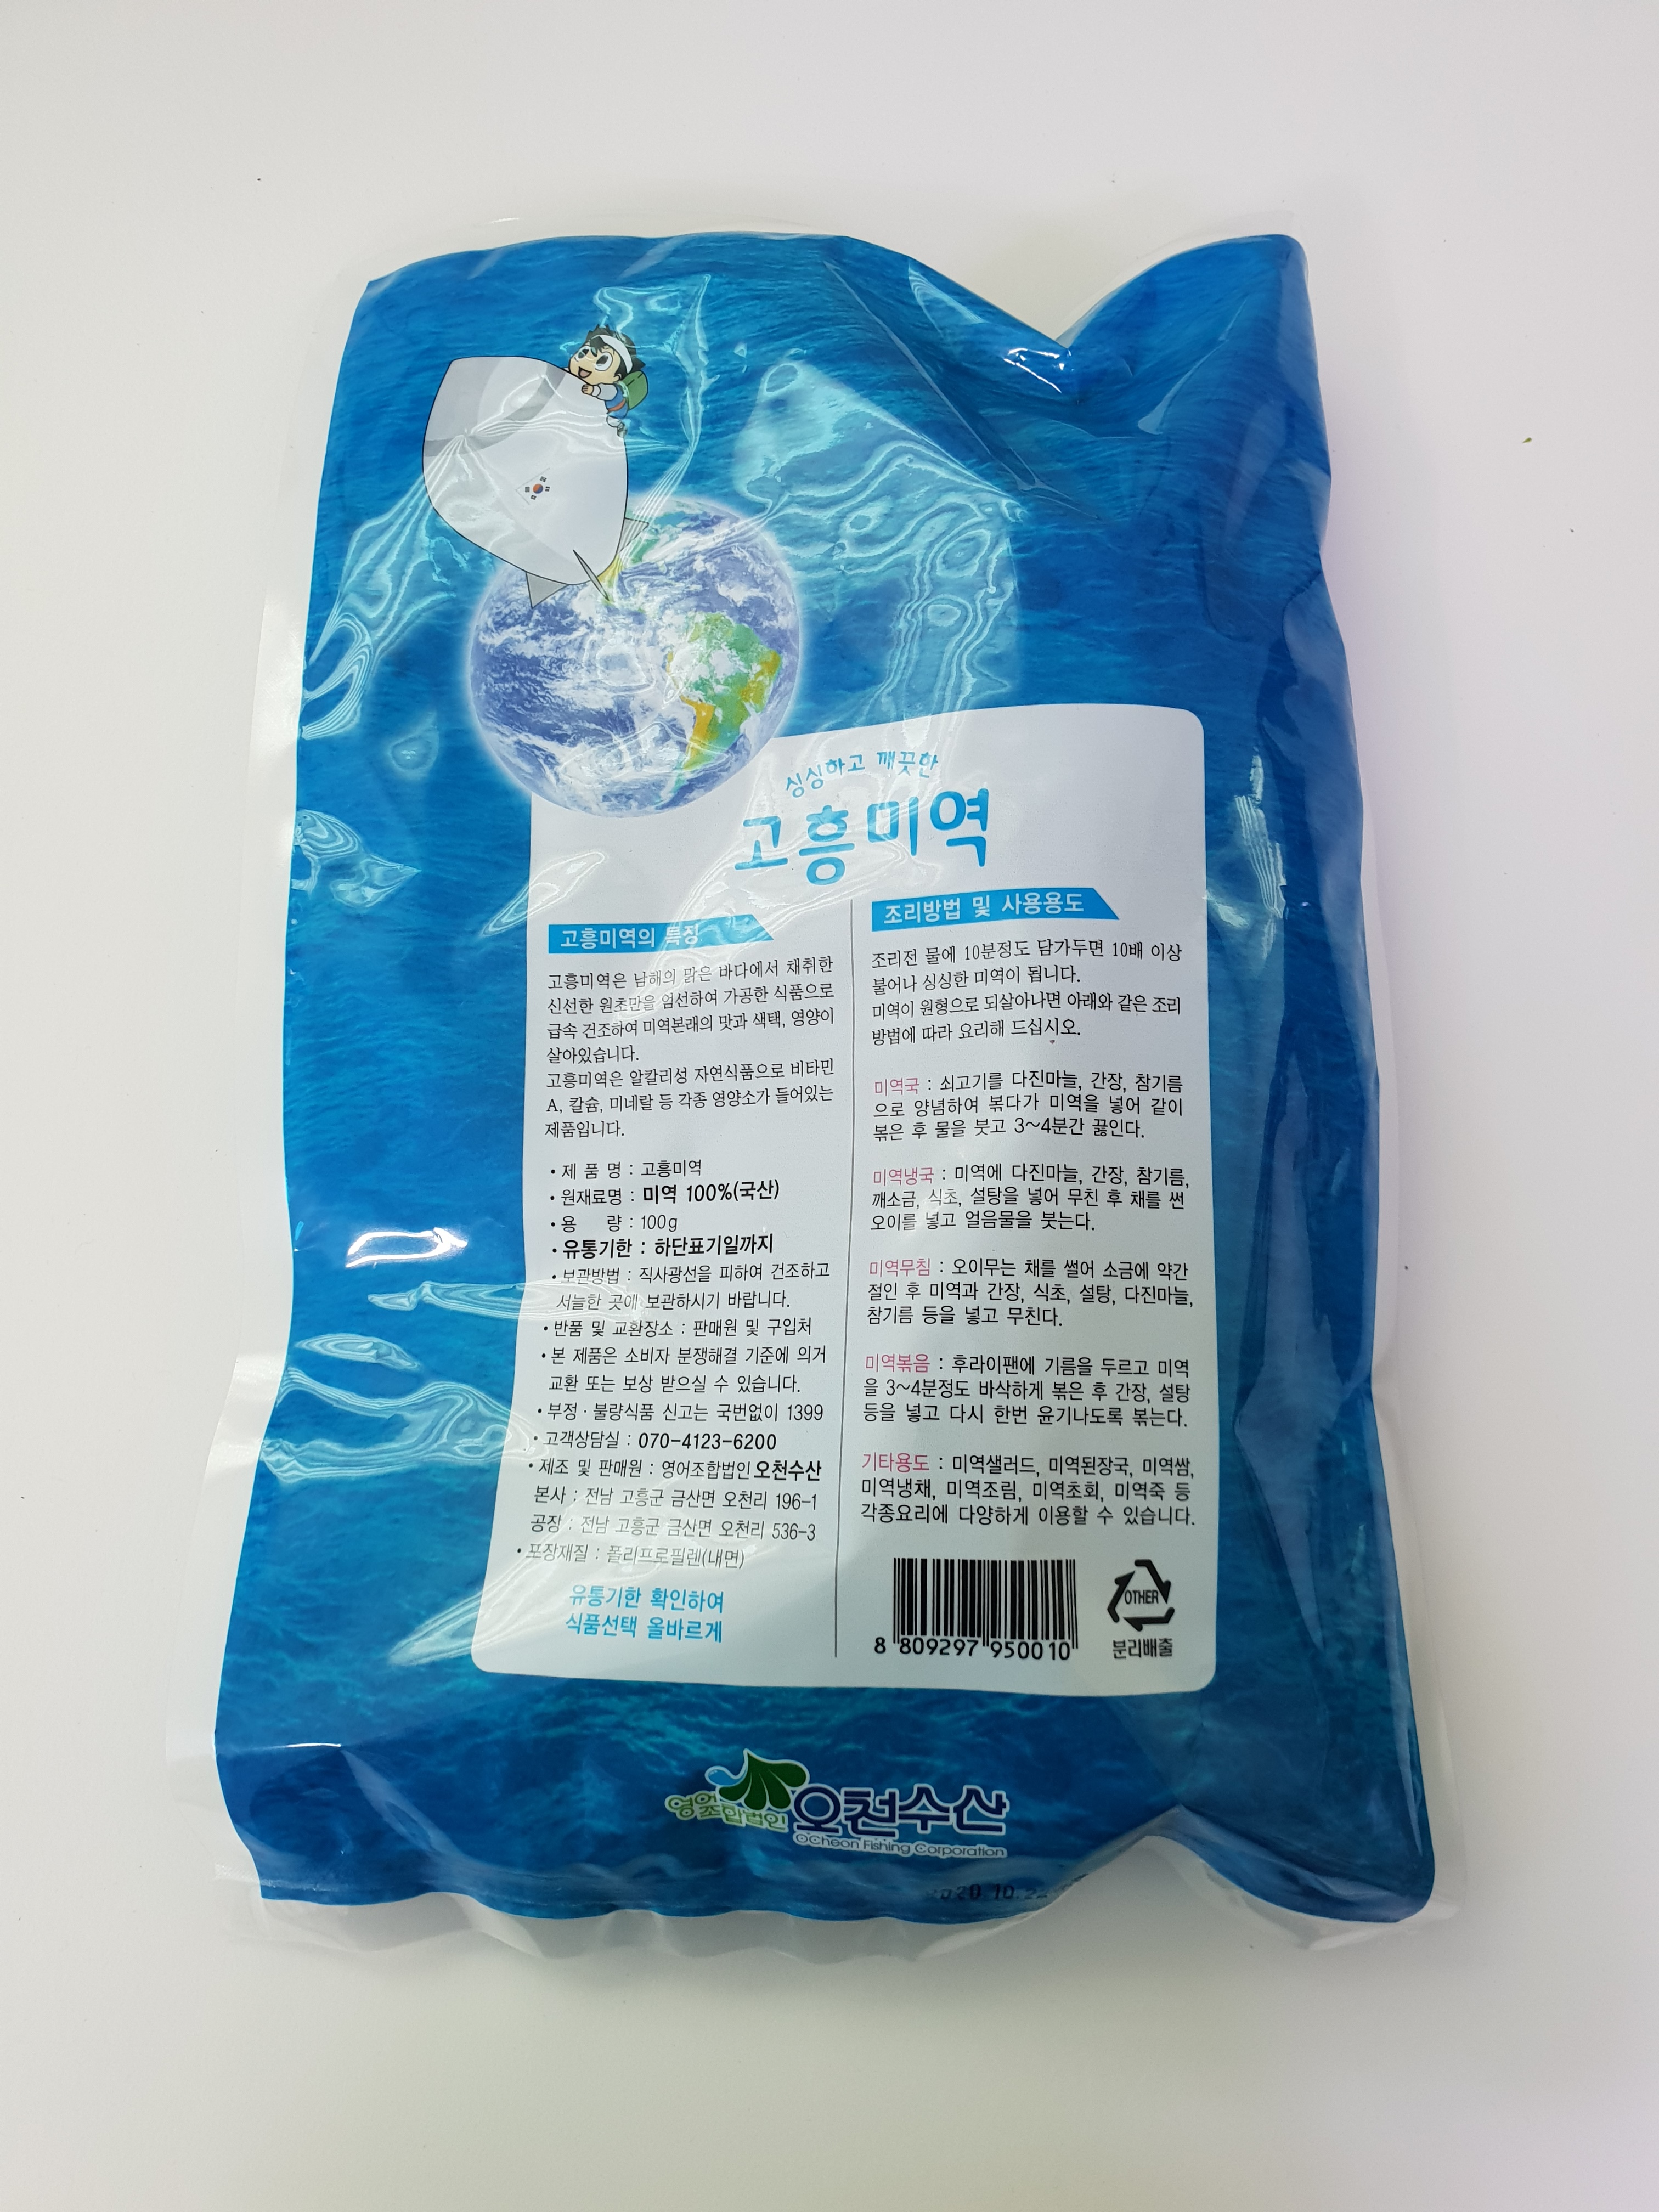 싱싱하고 깨끗한
고흥미역
고흥미역의 특징
고흥미역은 남해의 맑은 바다에서 채취한
신선한 원초만을 엄선하여 가공한 식품으로
급속 건조하여 미역본래의 맛과 색택, 영양이
살아있습니다.
고흥미역은 알칼리성 자연식품으로 비타민
A, 칼슘, 미네랄 등 각종 영양소가 들어있는
제품입니다.
• 제 품 명 : 고흥미역
• 원재료명 : 미역 100%(국산)
• 용 량 : 100g
• 유통기한 : 하단표기일까지
• 보관방법 : 직사광선을 피하여 건조하고
서늘한 곳에 보관하시기 바랍니다.
• 반품 및 교환장소 : 판매원 및 구입처
• 본 제품은 소비자 분쟁해결 기준에 의거
교환 또는 보상 받으실 수 있습니다.
• 부정 · 불량식품 신고는 국번없이 1399
• 고객상담실 : 070-4123-6200
• 제조 및 판매원 : 영어조합법인 오천수산
본사 : 전남 고흥군 금산면 오천리 196-1
공장 : 전남 고흥군 금산면 오천리 536-3
• 포장재질 : 폴리프로필렌(내면)
유통기한 확인하여
식품선택 올바르게
조리방법 및 사용용도
조리전 물에 10분정도 담가두면 10배 이상
불어나 싱싱한 미역이 됩니다.
미역이 원형으로 되살아나면 아래와 같은 조리
방법에 따라 요리해 드십시오.
미역국 : 쇠고기를 다진마늘, 간장, 참기름
으로 양념하여 볶다가 미역을 넣어 같이
볶은 후 물을 붓고 3~4분간 끓인다.
미역냉국 : 미역에 다진마늘, 간장, 참기름,
깨소금, 식초, 설탕을 넣어 무친 후 채를 썬
오이를 넣고 얼음물을 붓는다.
미역무침 : 오이무는 채를 썰어 소금에 약간
절인 후 미역과 간장, 식초, 설탕, 다진마늘,
참기름 등을 넣고 무친다.
미역볶음 : 후라이팬에 기름을 두르고 미역
을 3~4분정도 바삭하게 볶은 후 간장, 설탕
등을 넣고 다시 한번 윤기나도록 볶는다.
기타용도 : 미역샐러드, 미역된장국, 미역쌈,
미역냉채, 미역조림, 미역초회, 미역죽 등
각종요리에 다양하게 이용할 수 있습니다.
8 809297 950010
OTHER
분리배출
영어조합법인 오천수산
OCheon Fishing Corporation